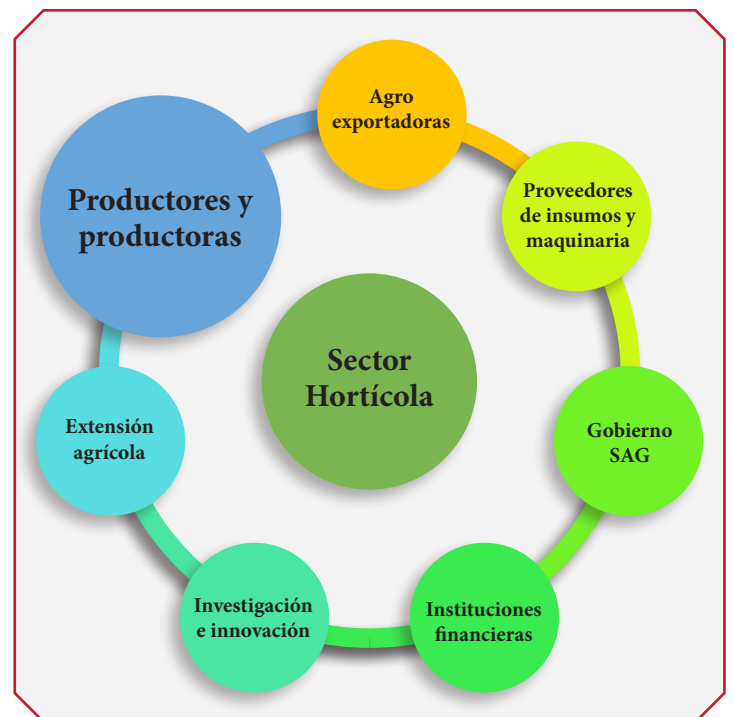 Agro
exportadoras
Productores y
productoras
Proveedores
de insumos y
maquinaria
Sector
Hortícola
Extensión
agrícola
Gobierno
SAG
Investigación
e innovación
Instituciones
financieras